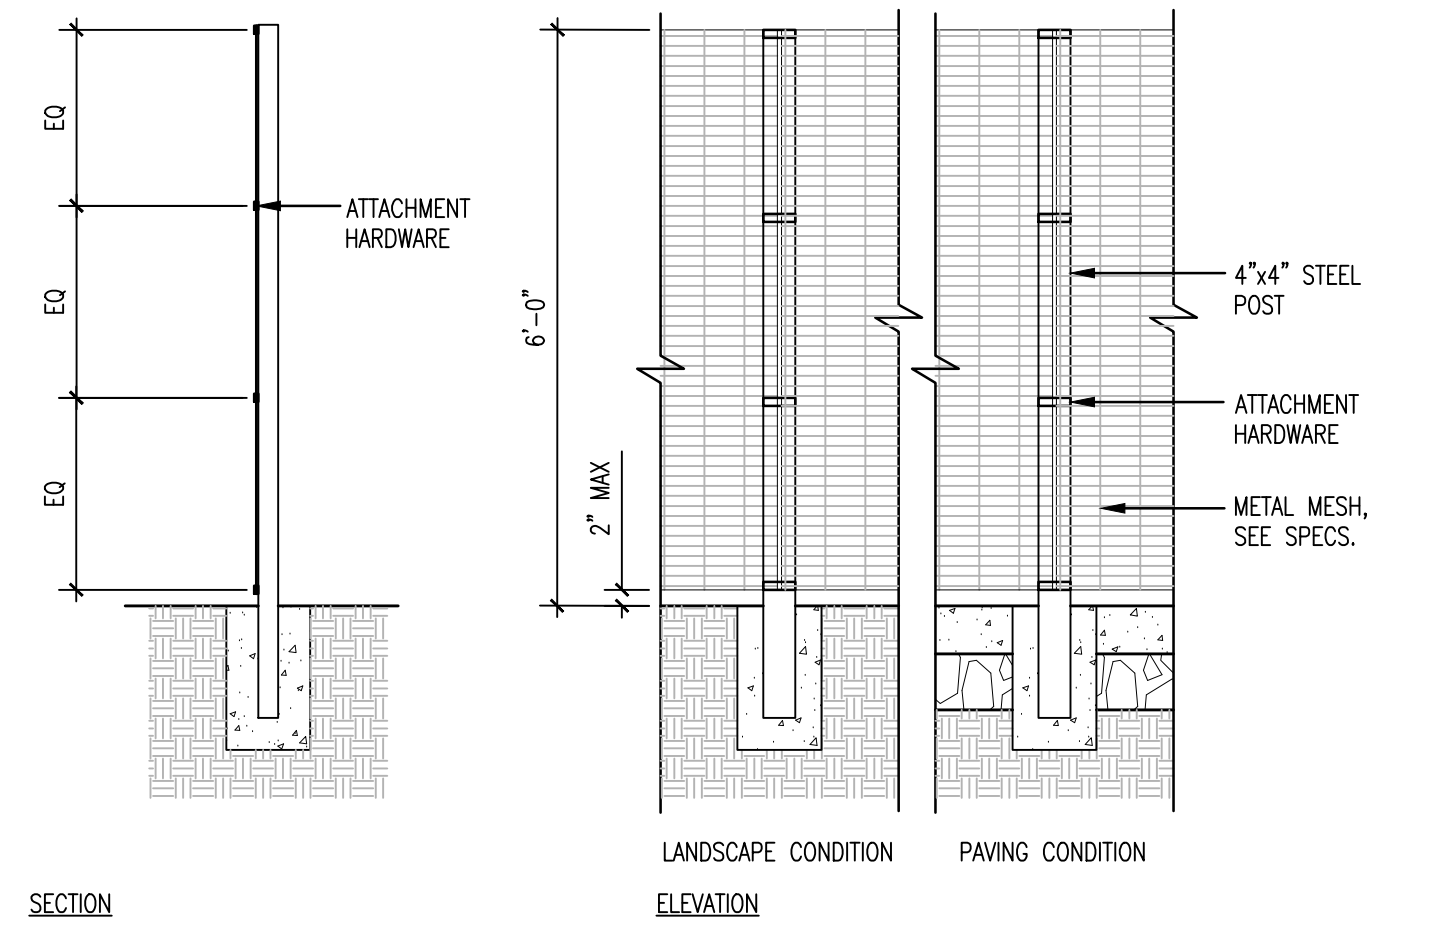 EQ
EQ
EQ
ATTACHMENT
HARDWARE
6'-0"
2" MAX
4"x4" STEEL
POST
ATTACHMENT
HARDWARE
METAL MESH,
SEE SPECS.
LANDSCAPE CONDITION
PAVING CONDITION
SECTION
ELEVATION